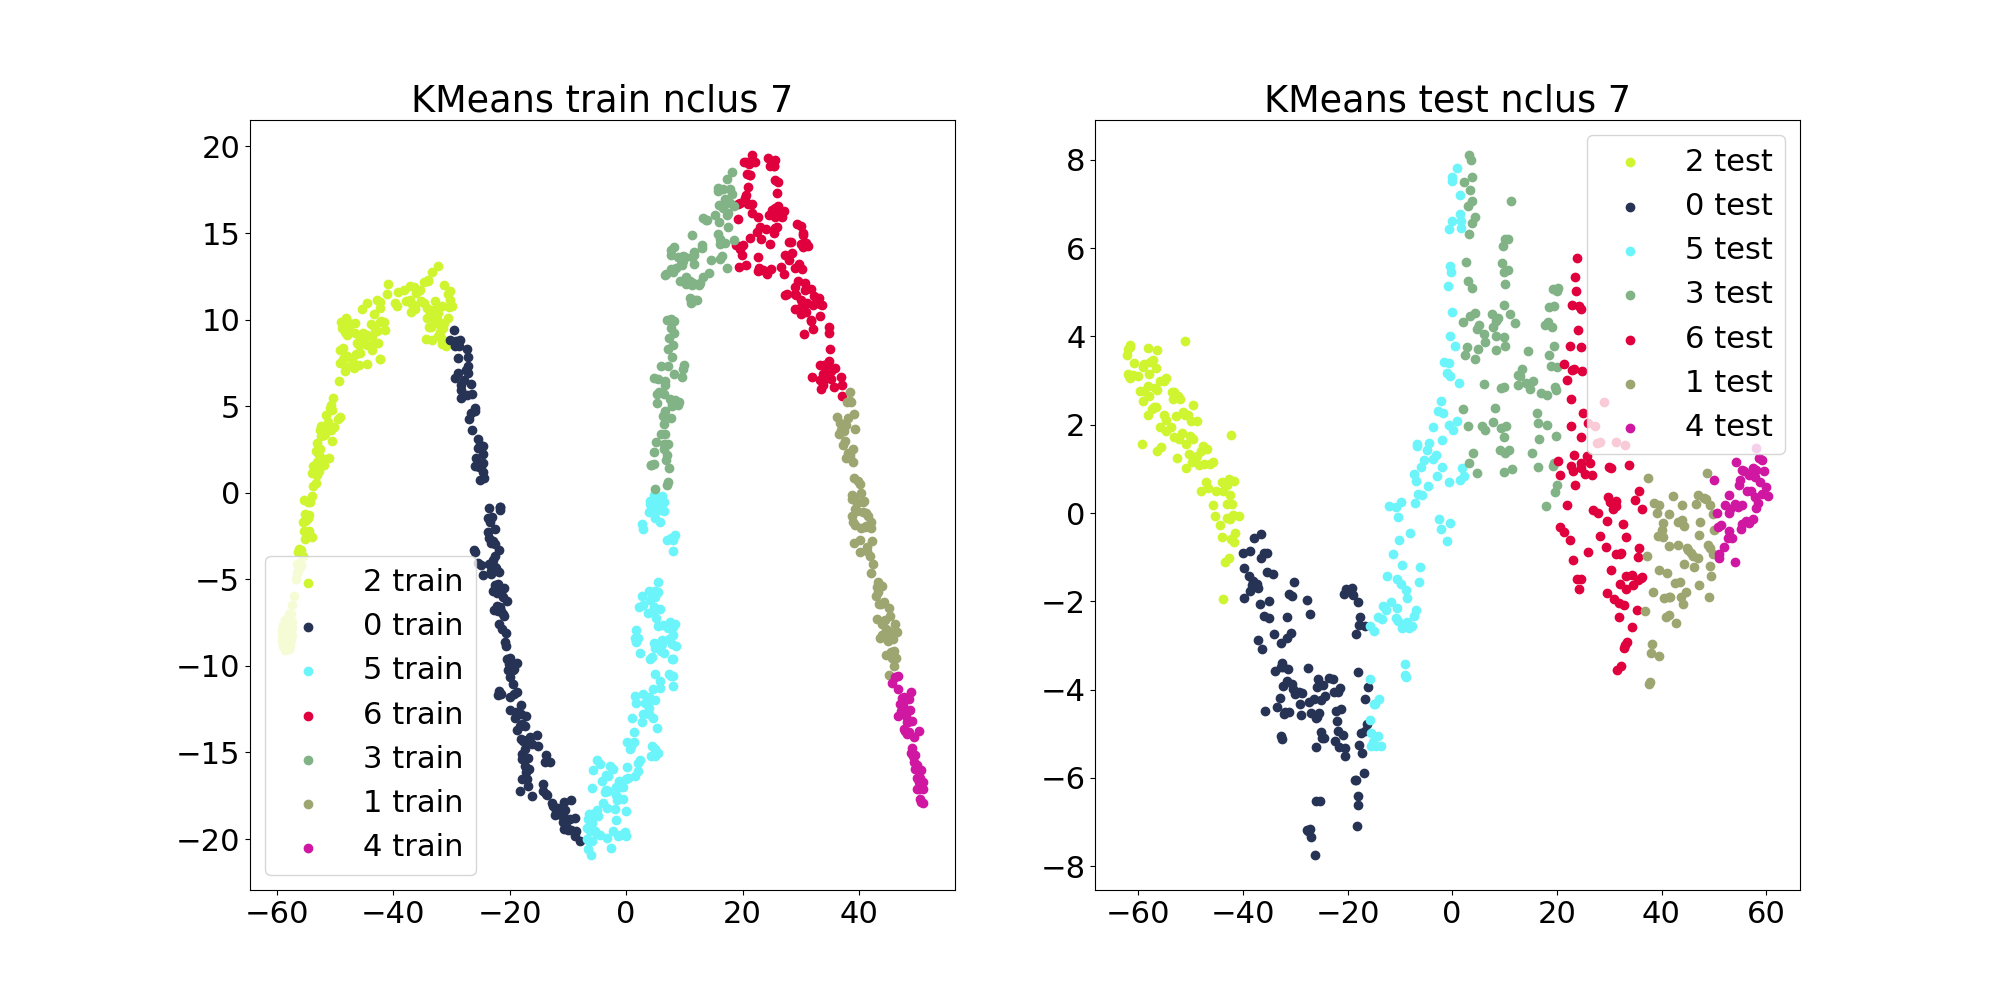 KMeans train nclus 7
20
15
10
5
0
−5
−10
−15
−20
−60 −40 −20 0 20 40
2 train
0 train
5 train
6 train
3 train
1 train
4 train
KMeans test nclus 7
8
6
4
2
0
−2
−4
−6
−8
−60 −40 −20 0 20 40 60
2 test
0 test
5 test
3 test
6 test
1 test
4 test